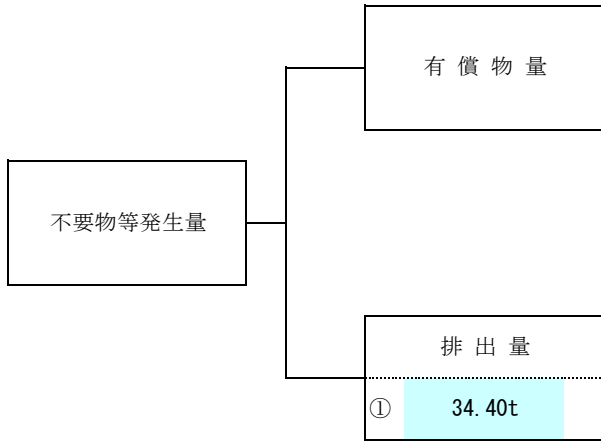 有 償 物 量
不要物等発生量
排 出 量
① 34.40t